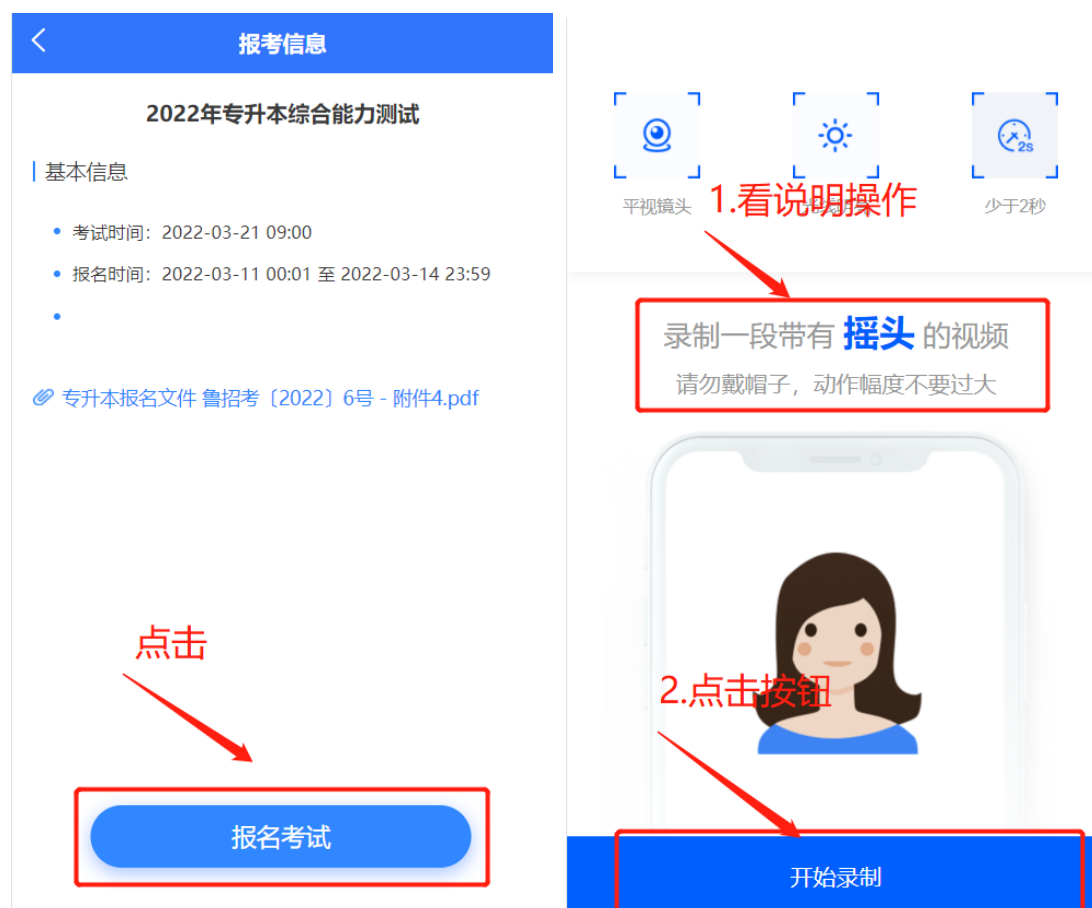 报考信息
2022年专升本综合能力测试
基本信息
考试时间：2022-03-21 09:00
报名时间：2022-03-11 00:01 至 2022-03-14 23:59
专升本报名文件 鲁招考〔2022〕6号 - 附件4.pdf
点击
报名考试
2s
平视镜头
少于2秒
1.看说明操作
录制一段带有 摇头 的视频
请勿戴帽子，动作幅度不要过大
2.点击按钮
开始录制